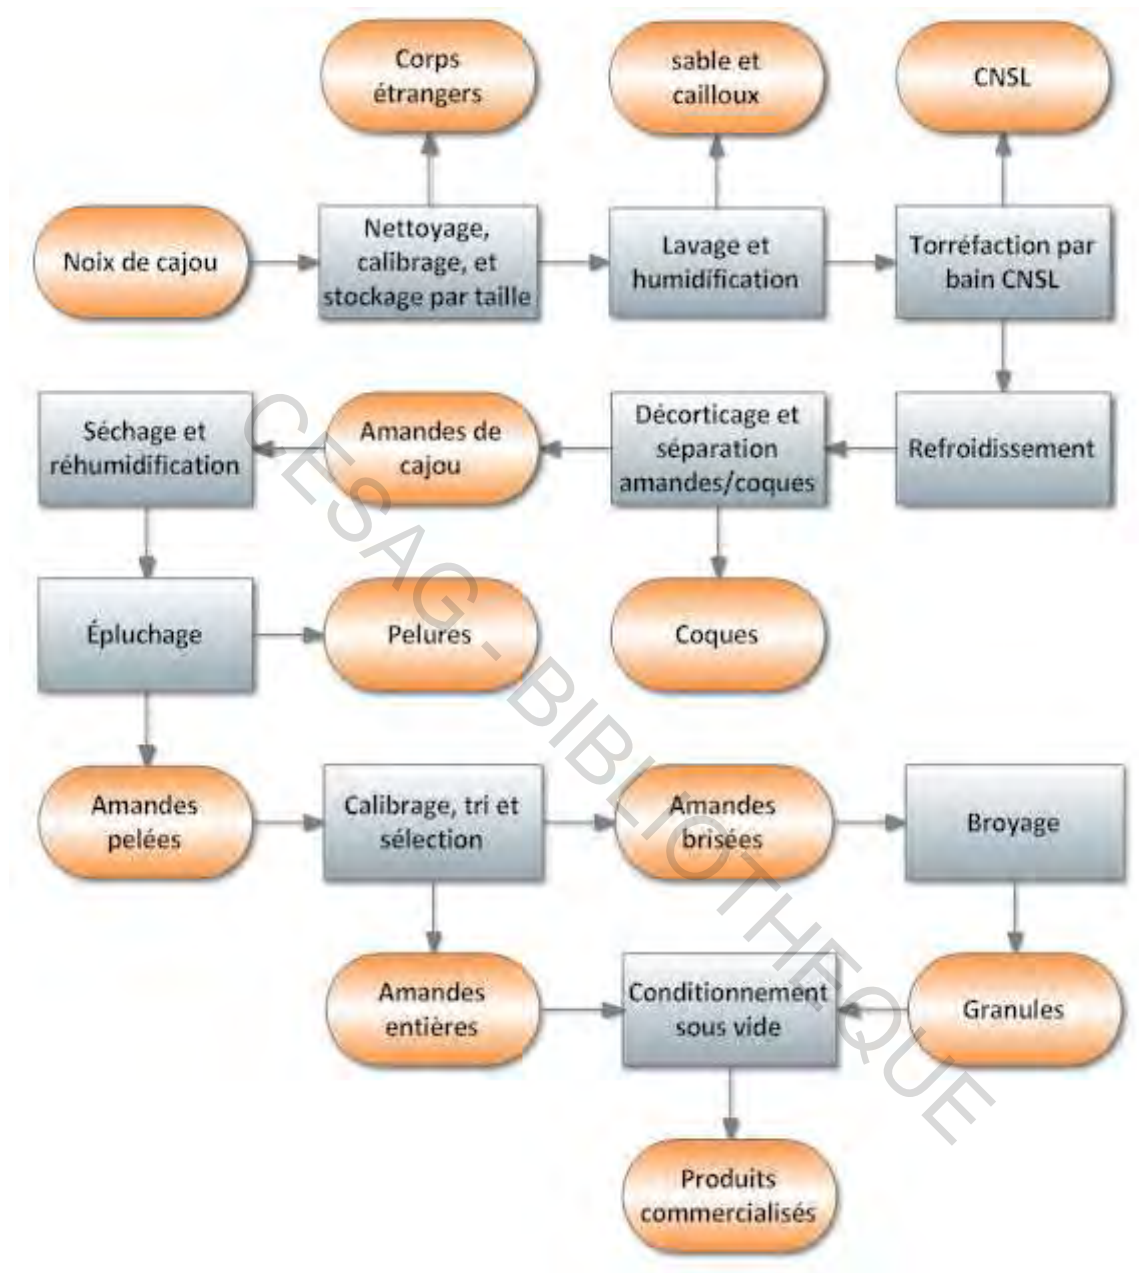 Corps
étrangers
sable et
cailloux
CNSL
Noix de cajou
Nettoyage,
calibrage, et
stockage par taille
Lavage et
humidification
Torréfaction par
bain CNSL
Séchage et
réhumidification
Amandes de
cajou
Décorticage et
séparation
amandes/coques
Refroidissement
Épluchage
Pelures
Coques
Amandes
pelées
Calibrage, tri et
sélection
Amandes
brisées
Broyage
Amandes
entières
Conditionnement
sous vide
Granules
Produits
commercialisés
CESAG - BIBLIOTHEQUE